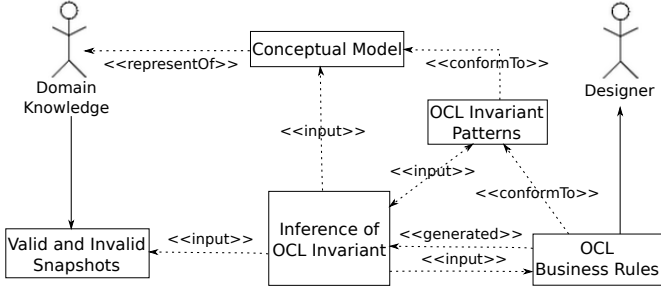 Conceptual Model
<<representOf>>
<<conformTo>>
Domain
Knowledge
Designer
OCL Invariant
Patterns
<<input>>
<<input>>
<<conformTo>>
Valid and Invalid
Snapshots
<<input>>
Inference of
OCL Invariant
<<generated>>
<<input>>
OCL
Business Rules